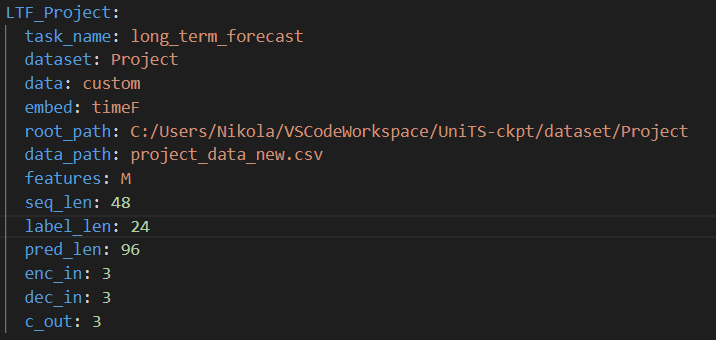 LTF_Project:
task_name: long_term_forecast
dataset: Project
data: custom
embed: timeF
root_path: C:/Users/Nikola/VSCodeWorkspace/UniTS-ckpt/dataset/Project
data_path: project_data_new.csv
features: M
seq_len: 48
label_len: 24
pred_len: 96
enc_in: 3
dec_in: 3
c_out: 3